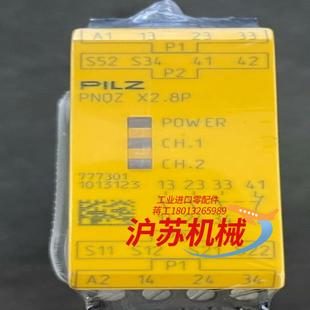 A1 13 23 33
P1
S52 S34 41 42
P2
PILZ
PNOZ X2.8P
POWER
CH.1
CH.2
777301
1013123
13 23 33 41
工业进口零配件
蒋工18013265989
沪苏机械
S11 S12 S21 S22
P1
A2 14 24 34